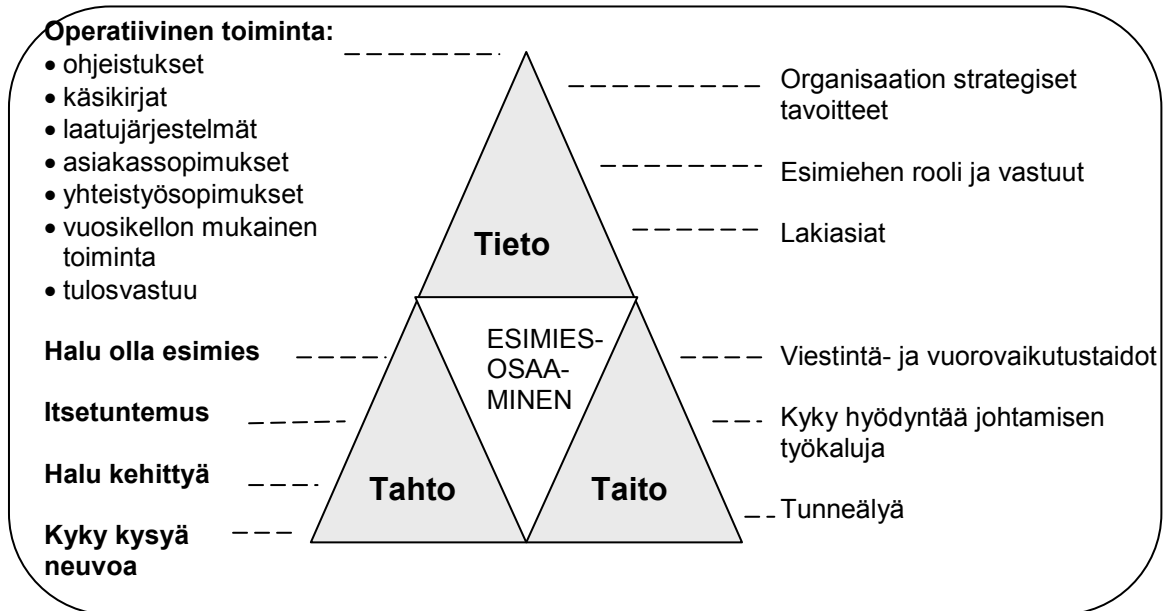 Operatiivinen toiminta:
• ohjeistukset
• käsikirjat
• laatujärjestelmät
• asiakassopimukset
• yhteistyösopimukset
• vuosikellon mukainen
toiminta
• tulosvastuu
Halu olla esimies
Itsetuntemus
Halu kehittyä
Kyky kysyä
neuvoa
Tieto
ESIMIES-
OSAA-
MINEN
Tahto
Taito
Organisaation strategiset
tavoitteet
Esimiehen rooli ja vastuut
Lakiasiat
Viestintä- ja vuorovaikutustaidot
Kyky hyödyntää johtamisen
työkaluja
Tunneälyä